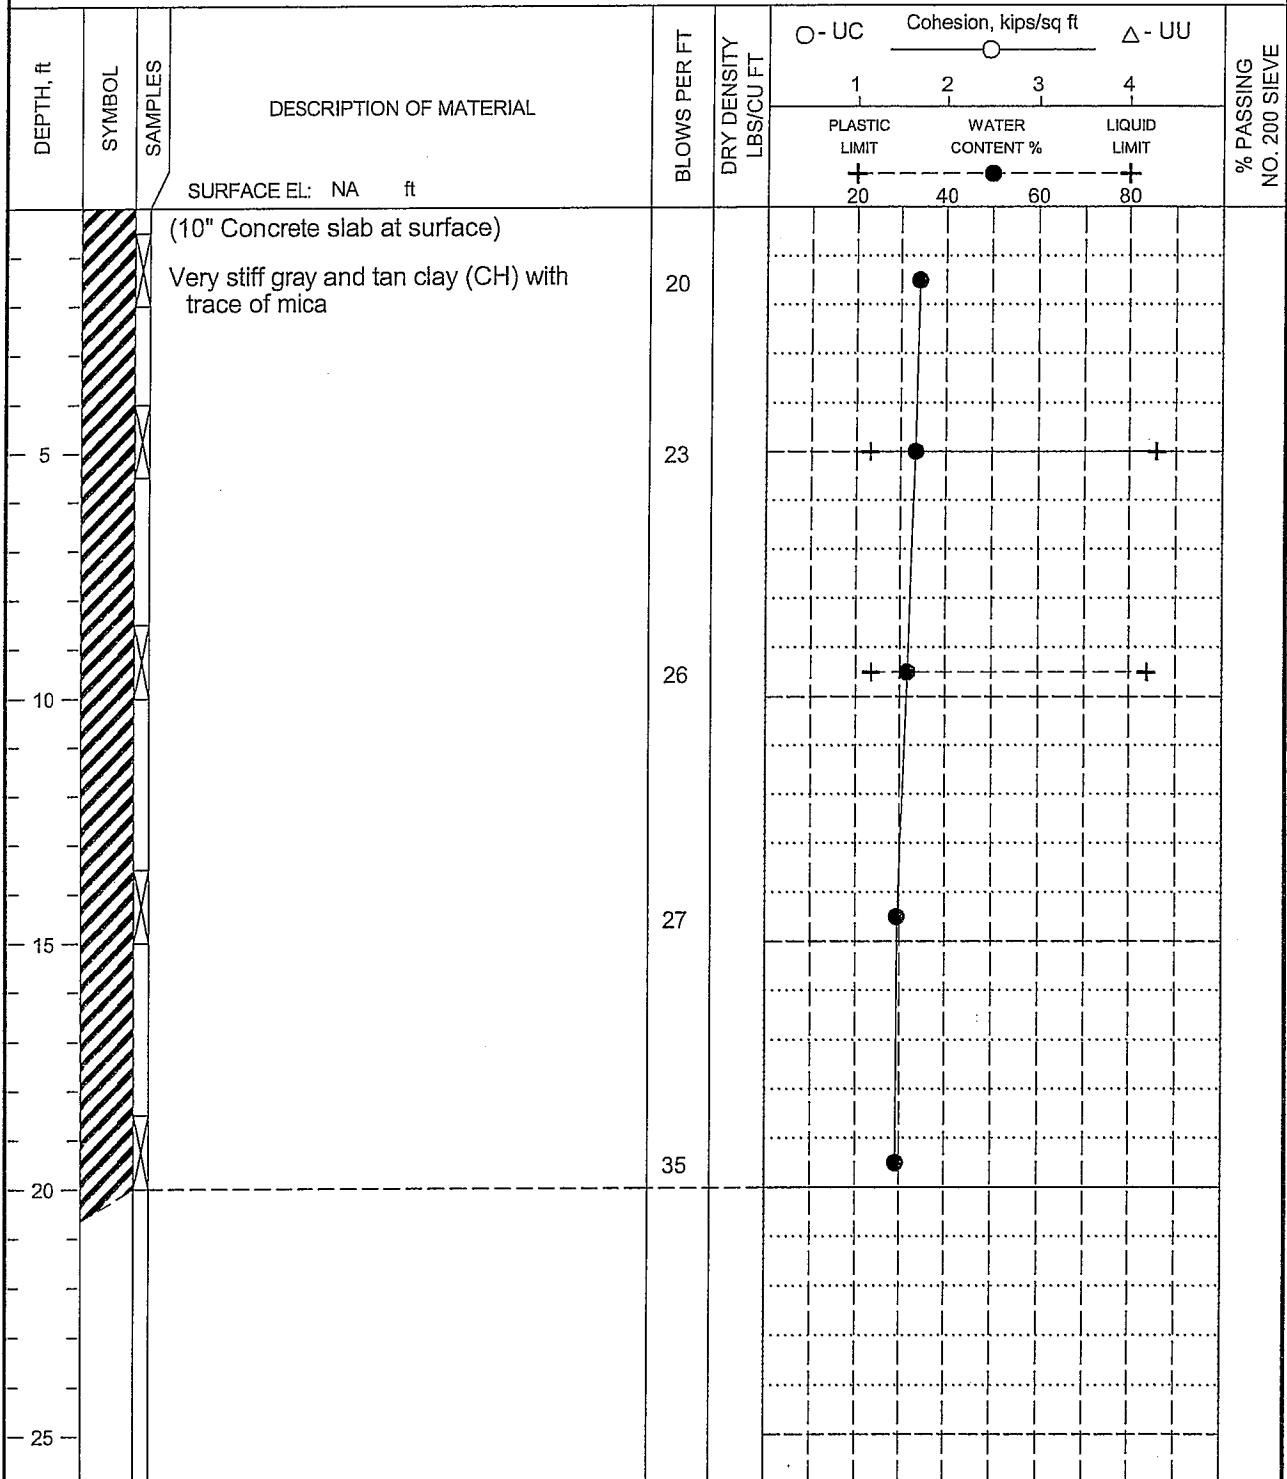 DEPTH, ft
SYMBOL
SAMPLES
DESCRIPTION OF MATERIAL
SURFACE EL: NA ft
BLOWS PER FT
DRY DENSITY
LBS/CU FT
○- UC
Cohesion, kips/sq ft
△- UU
1 2 3 4
PLASTIC
LIMIT
WATER
CONTENT %
LIQUID
LIMIT
20 40 60 80
% PASSING
NO. 200 SIEVE
(10" Concrete slab at surface)
Very stiff gray and tan clay (CH) with
trace of mica
20
5
23
26
10
27
15
35
20
25